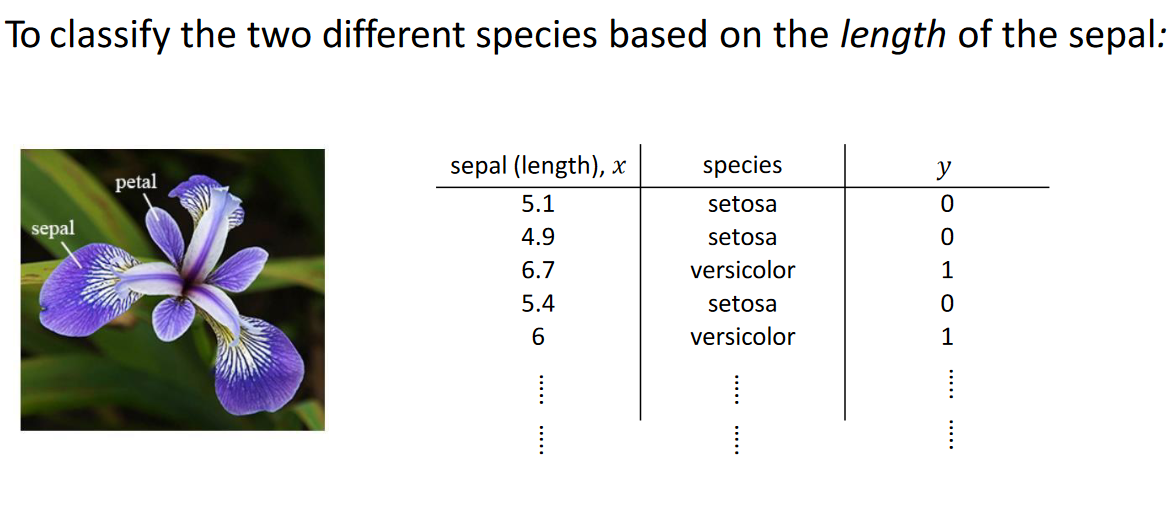 To classify the two different species based on the length of the sepal:
petal
sepal
sepal (length), x species y
5.1 setosa 0
4.9 setosa 0
6.7 versicolor 1
5.4 setosa 0
6 versicolor 1